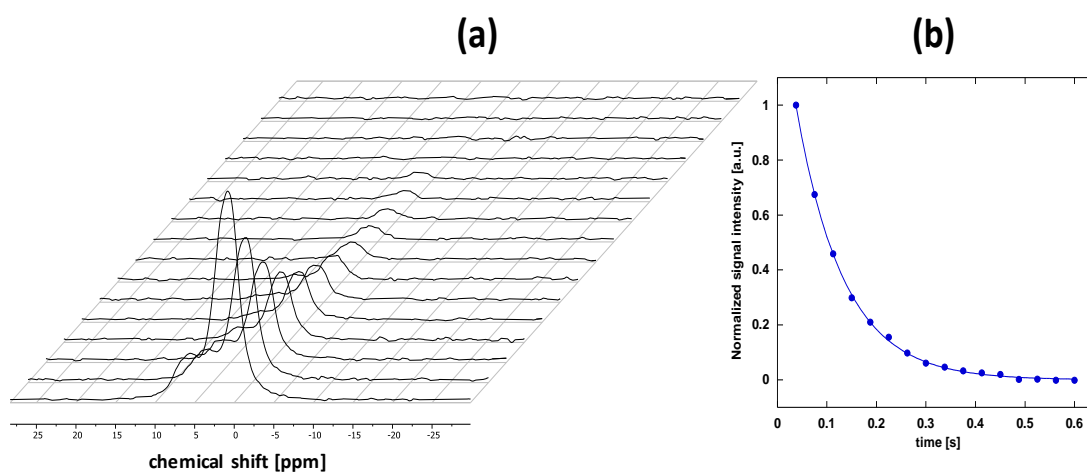 (a)
25 20 15 10 5 0 -5 -10 -15 -20 -25
chemical shift [ppm]
(b)
Normalized signal intensity [a.u.]
1
0.8
0.6
0.4
0.2
0
0 0.1 0.2 0.3 0.4 0.5 0.6
time [s]